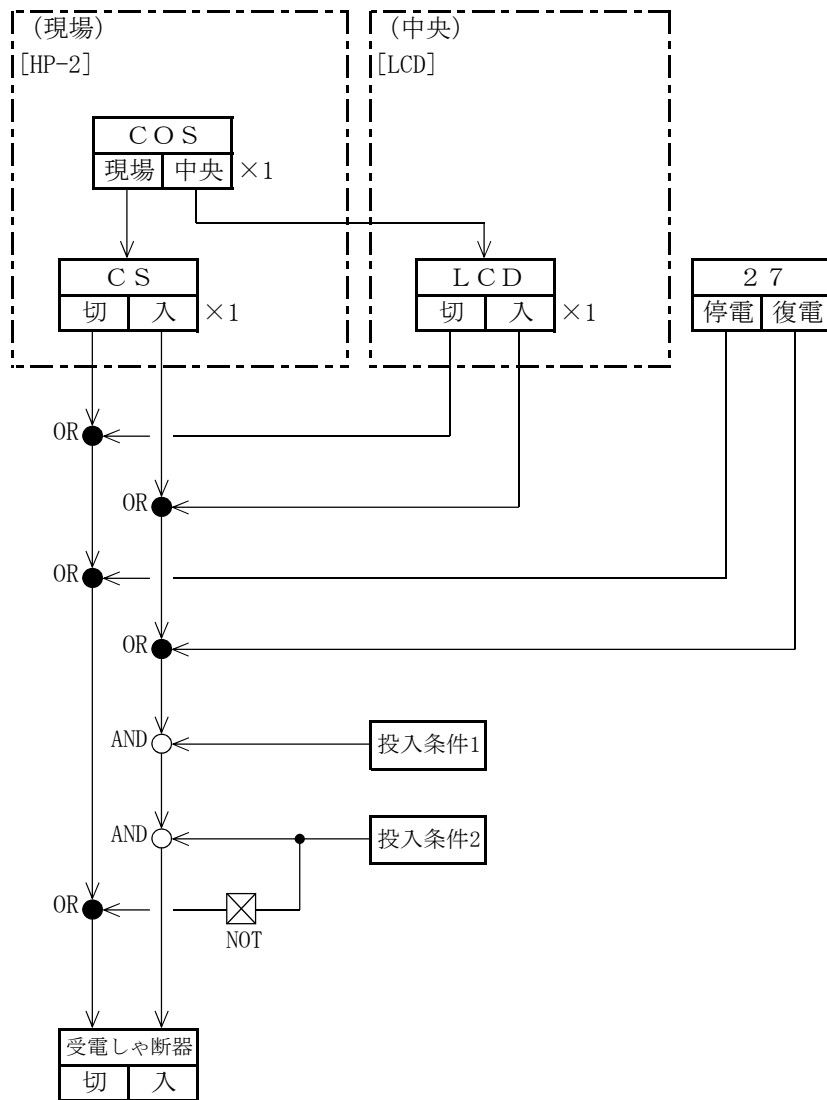 (現場)
[HP-2]
(中央)
[LCD]
ＣＯＳ
現場 中央 ×1
ＣＳ
切 入 ×1
ＬＣＤ
切 入 ×1
２７
停電 復電
OR
OR
OR
OR
AND
投入条件1
AND
投入条件2
OR
NOT
受電しゃ断器
切 入